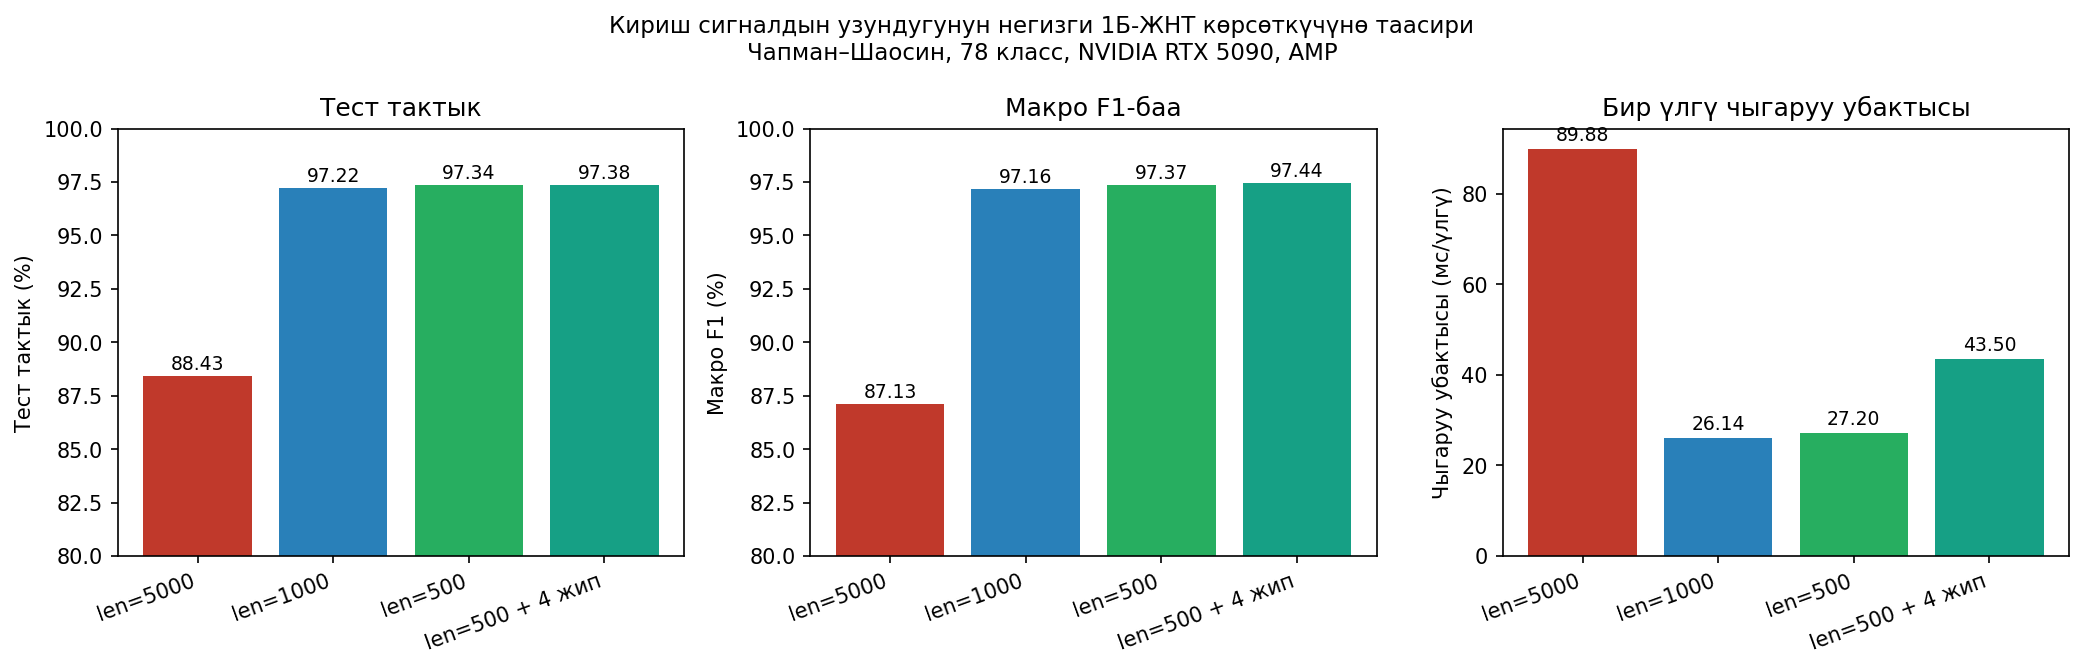 Кириш сигналдын узундугунун негизги 1Б-ЖНТ көрсөткүчүнө таасири
Чапман–Шаосин, 78 класс, NVIDIA RTX 5090, AMP
Тест тактык
Тест тактык (%)
100.0
97.5
95.0
92.5
90.0
87.5
85.0
82.5
80.0
88.43
97.22
97.34
97.38
len=5000
len=1000
len=500
len=500 + 4 жип
Макро F1-баа
Макро F1 (%)
100.0
97.5
95.0
92.5
90.0
87.5
85.0
82.5
80.0
87.13
97.16
97.37
97.44
len=5000
len=1000
len=500
len=500 + 4 жип
Бир үлгү чыгаруу убактысы
Чыгаруу убактысы (мс/үлгү)
80
60
40
20
0
89.88
26.14
27.20
43.50
len=5000
len=1000
len=500
len=500 + 4 жип